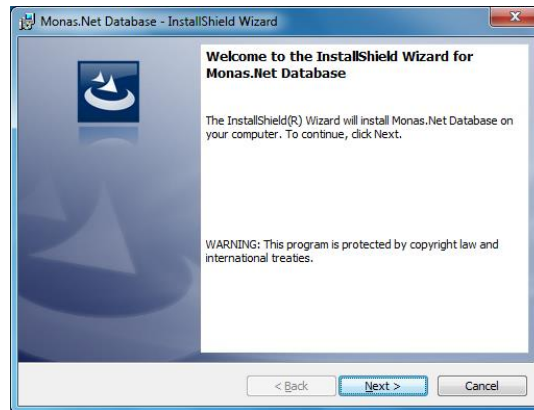 Monas.Net Database - InstallShield Wizard
Welcome to the InstallShield Wizard for
Monas.Net Database
The InstallShield(R) Wizard will install Monas.Net Database on
your computer. To continue, click Next.
WARNING: This program is protected by copyright law and
international treaties.
< Back
Next >
Cancel